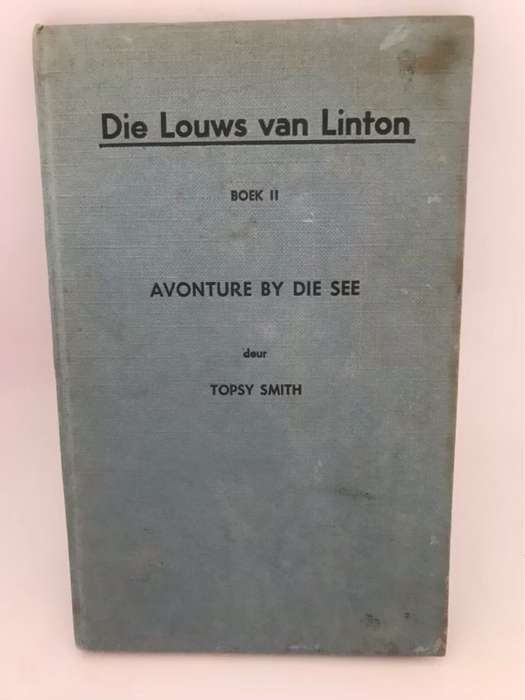 Die Louws van Linton
BOEK II
AVONTURE BY DIE SEE
deur
TOPSY SMITH